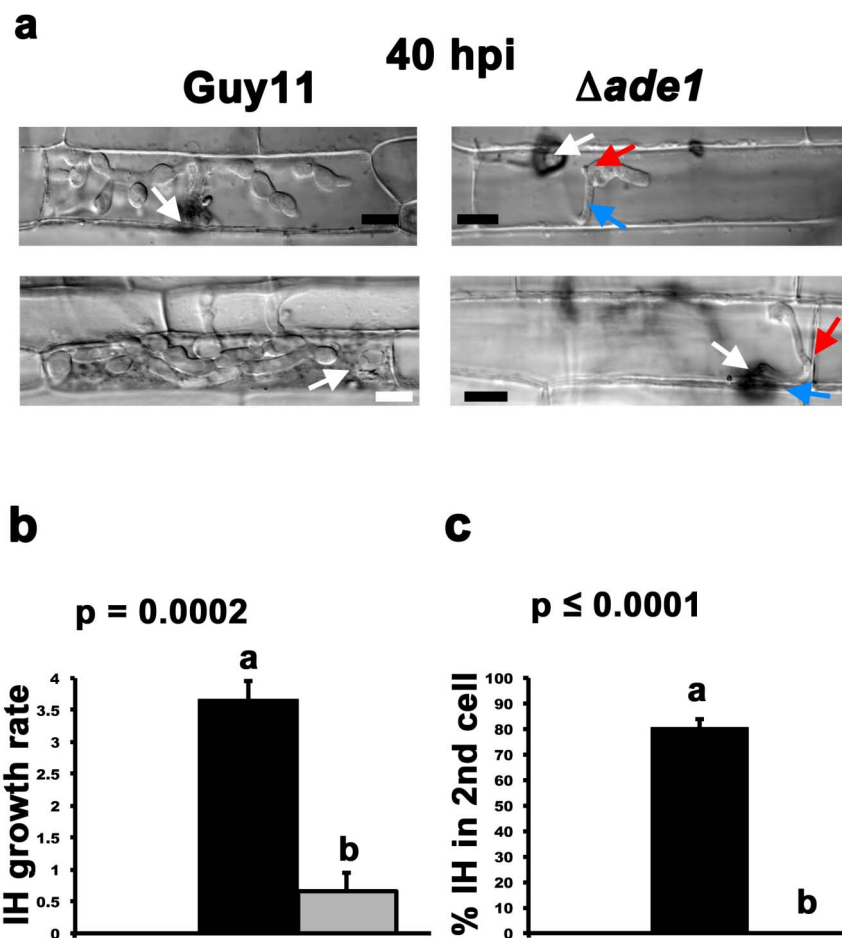 a
40 hpi
Guy11
Δade1
b
p = 0.0002
IH growth rate
4
3.5
3
2.5
2
1.5
1
0.5
0
a
b
c
p ≤ 0.0001
% IH in 2nd cell
100
90
80
70
60
50
40
30
20
10
0
a
b